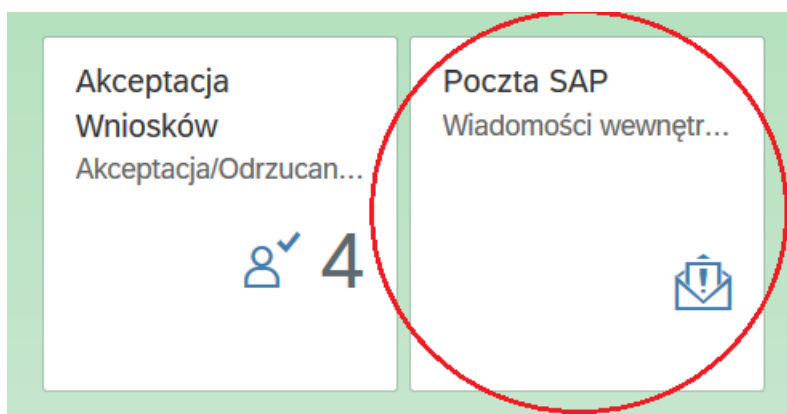 Akceptacja
Wniosków
Akceptacja/Odrzucan...
4
Poczta SAP
Wiadomości wewnętr...